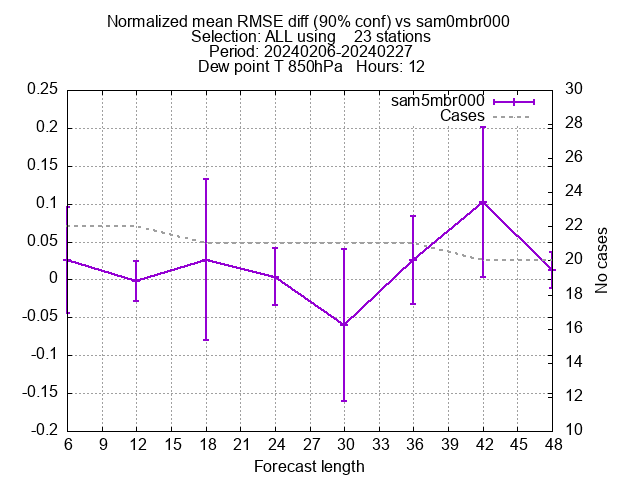 Normalized mean RMSE diff (90% conf) vs sam0mbr000
Selection: ALL using    23 stations
Period: 20240206-20240227
Dew point T 850hPa   Hours: 12
sam5mbr000
Cases
0.25
0.2
0.15
0.1
0.05
0
-0.05
-0.1
-0.15
-0.2
30
28
26
24
22
20
18
16
14
12
10
No cases
6 12 15 18 21 24 27 30 33 36 39 42 45 48
Forecast length